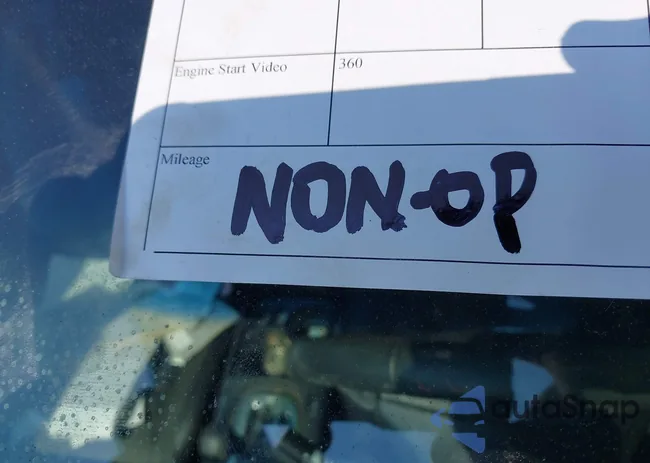 Engine Start Video 360
Mileage NON-OP
autoSnap